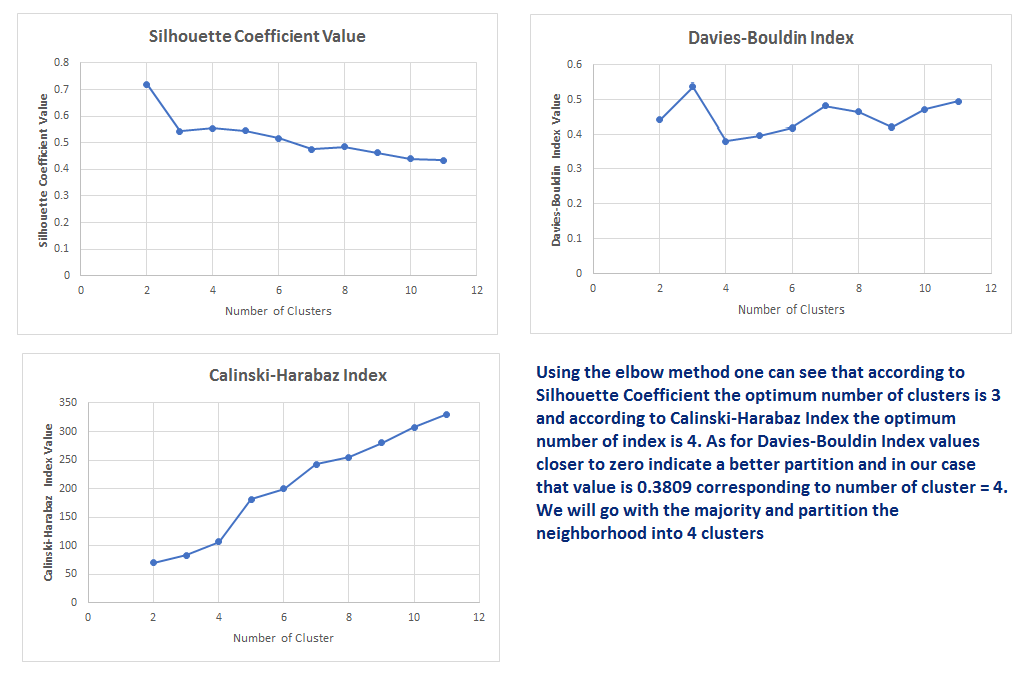 Silhouette Coefficient Value
Silhouette Coefficient Value
0.8
0.7
0.6
0.5
0.4
0.3
0.2
0.1
0
0 2 4 6 8 10 12
Number of Clusters
Davies-Bouldin Index
Davies-Bouldin Index Value
0.6
0.5
0.4
0.3
0.2
0.1
0
0 2 4 6 8 10 12
Number of Clusters
Calinski-Harabaz Index
Calinski-Harabaz Index Value
350
300
250
200
150
100
50
0
0 2 4 6 8 10 12
Number of Cluster
Using the elbow method one can see that according to
Silhouette Coefficient the optimum number of clusters is 3
and according to Calinski-Harabaz Index the optimum
number of index is 4. As for Davies-Bouldin Index values
closer to zero indicate a better partition and in our case
that value is 0.3809 corresponding to number of cluster = 4.
We will go with the majority and partition the
neighborhood into 4 clusters